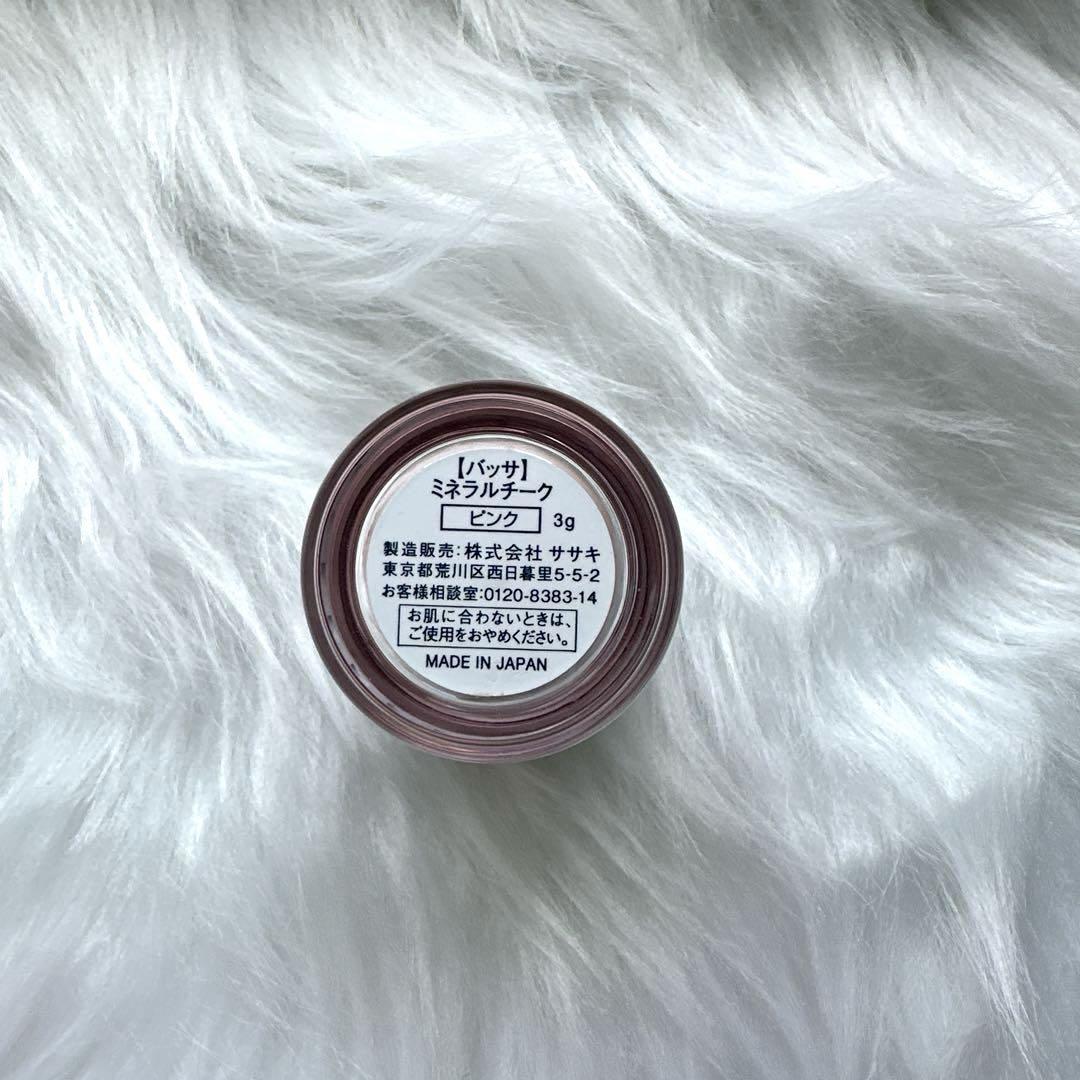 【バッサ】
ミネラルチーク
ピンク 3g
製造販売:株式会社 ササキ
東京都荒川区西日暮里5-5-2
お客様相談室:0120-8383-14
お肌に合わないときは、
ご使用をおやめください。
MADE IN JAPAN